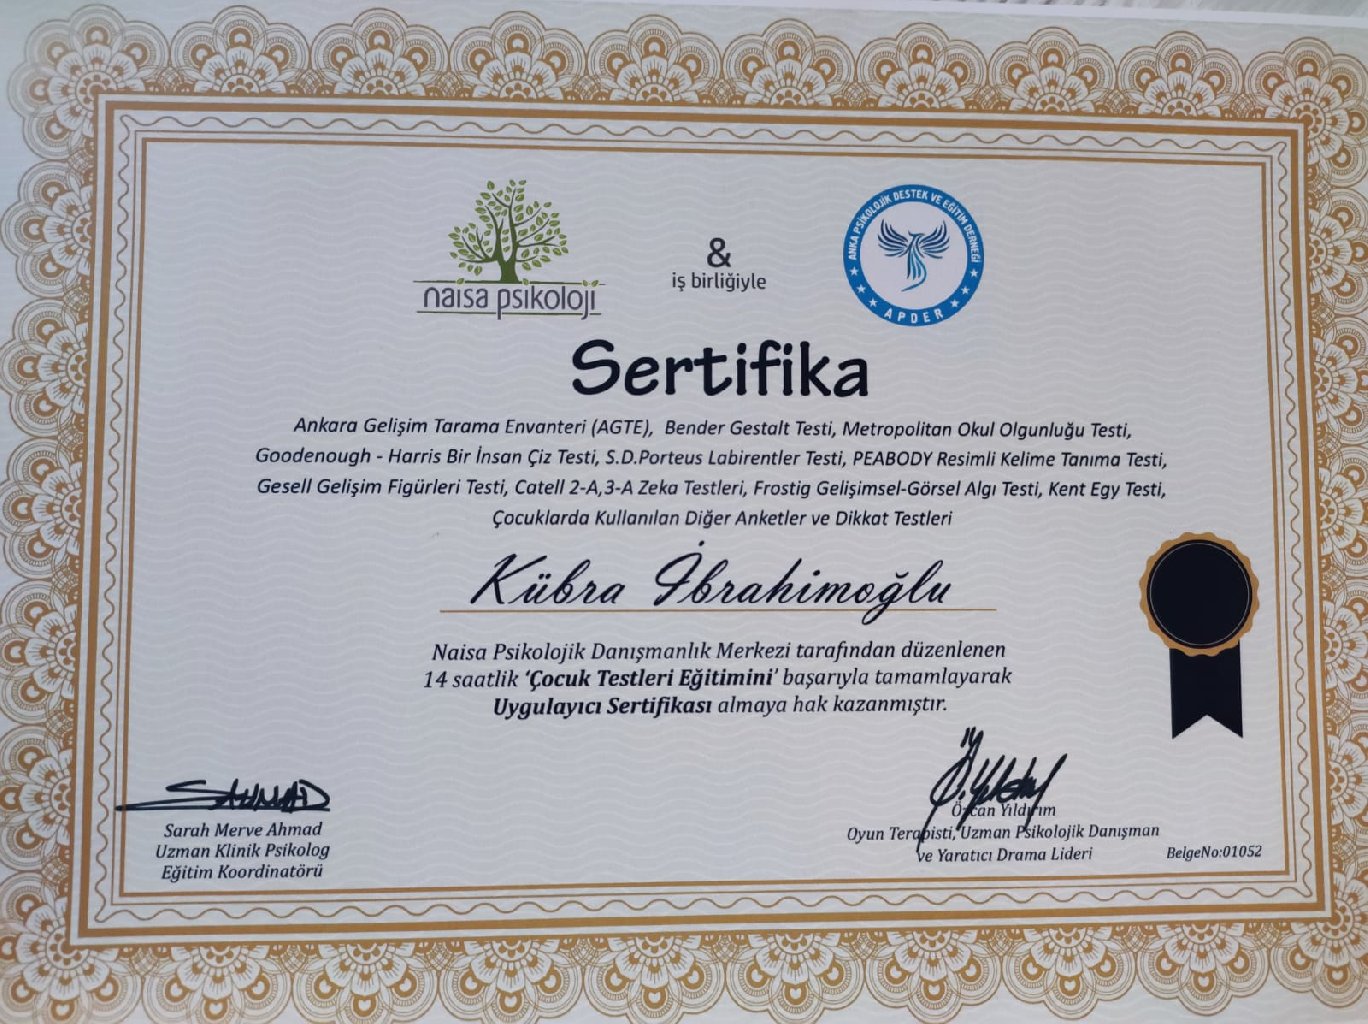 naisa psikoloji
&
iş birliğiyle
ANKA PSİKOLOJİK DESTEK VE EĞİTİM DERNEĞİ
APDER
Sertifika
Ankara Gelişim Tarama Envanteri (AGTE), Bender Gestalt Testi, Metropolitan Okul Olgunluğu Testi,
Goodenough - Harris Bir İnsan Çiz Testi, S.D.Porteus Labirentler Testi, PEABODY Resimli Kelime Tanıma Testi,
Gesell Gelişim Figürleri Testi, Catell 2-A,3-A Zeka Testleri, Frostig Gelişimsel-Görsel Algı Testi, Kent Egy Testi,
Çocuklarda Kullanılan Diğer Anketler ve Dikkat Testleri
Kübra İbrahimoğlu
Naisa Psikolojik Danışmanlık Merkezi tarafından düzenlenen
14 saatlik 'Çocuk Testleri Eğitimini' başarıyla tamamlayarak
Uygulayıcı Sertifikası almaya hak kazanmıştır.
SAHMAD
Sarah Merve Ahmad
Uzman Klinik Psikolog
Eğitim Koordinatörü
Ö.Yıldırım
Özcan Yıldırım
Oyun Terapisti, Uzman Psikolojik Danışman
ve Yaratıcı Drama Lideri
BelgeNo:01052